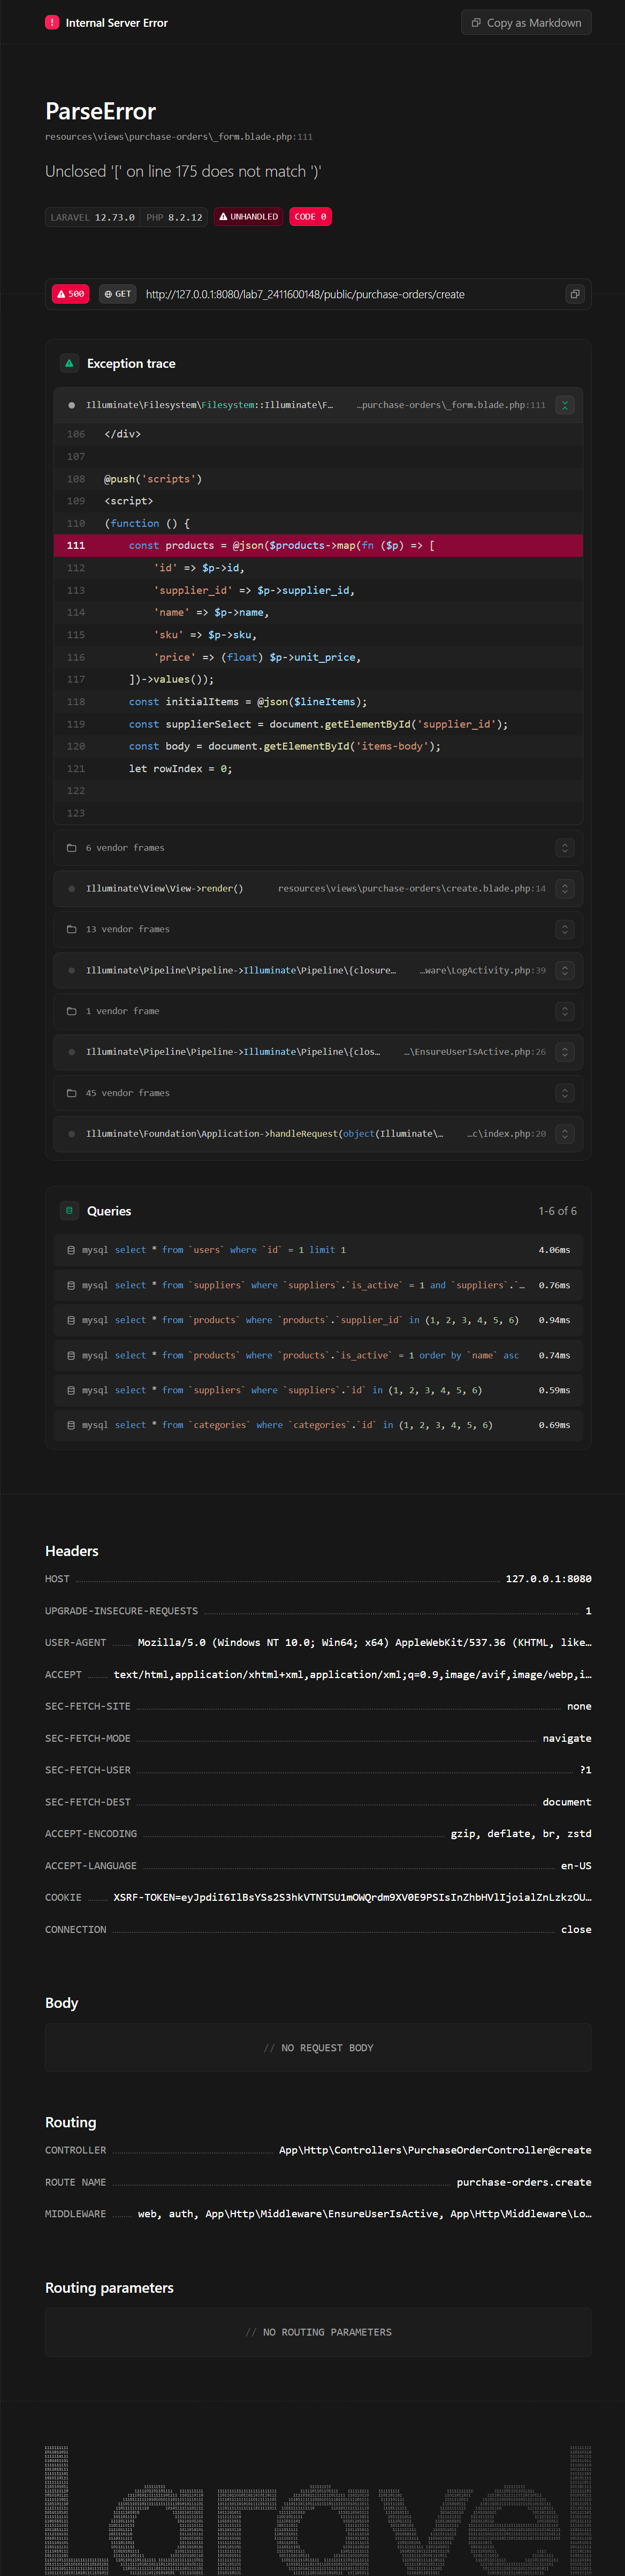 Internal Server Error
Copy as Markdown
ParseError
resources\views\purchase-orders\_form.blade.php:111
Unclosed '[' on line 175 does not match ')'
LARAVEL 12.73.0 PHP 8.2.12 UNHANDLED CODE 0
500 GET http://127.0.0.1:8080/lab7_2411600148/public/purchase-orders/create
Exception trace
Illuminate\Filesystem\Filesystem::Illuminate\F… …purchase-orders\_form.blade.php:111
106 </div>
107
108 @push('scripts')
109 <script>
110 (function () {
111 const products = @json($products->map(fn ($p) => [
112 'id' => $p->id,
113 'supplier_id' => $p->supplier_id,
114 'name' => $p->name,
115 'sku' => $p->sku,
116 'price' => (float) $p->unit_price,
117 ])->values());
118 const initialItems = @json($lineItems);
119 const supplierSelect = document.getElementById('supplier_id');
120 const body = document.getElementById('items-body');
121 let rowIndex = 0;
122
123
6 vendor frames
Illuminate\View\View->render() resources\views\purchase-orders\create.blade.php:14
13 vendor frames
Illuminate\Pipeline\Pipeline->Illuminate\Pipeline\{closure… …ware\LogActivity.php:39
1 vendor frame
Illuminate\Pipeline\Pipeline->Illuminate\Pipeline\{clos… …\EnsureUserIsActive.php:26
45 vendor frames
Illuminate\Foundation\Application->handleRequest(object(Illuminate\… …c\index.php:20
Queries
1-6 of 6
mysql select * from `users` where `id` = 1 limit 1 4.06ms
mysql select * from `suppliers` where `suppliers`.`is_active` = 1 and `suppliers`.`… 0.76ms
mysql select * from `products` where `products`.`supplier_id` in (1, 2, 3, 4, 5, 6) 0.94ms
mysql select * from `products` where `products`.`is_active` = 1 order by `name` asc 0.74ms
mysql select * from `suppliers` where `suppliers`.`id` in (1, 2, 3, 4, 5, 6) 0.59ms
mysql select * from `categories` where `categories`.`id` in (1, 2, 3, 4, 5, 6) 0.69ms
Headers
HOST 127.0.0.1:8080
UPGRADE-INSECURE-REQUESTS 1
USER-AGENT Mozilla/5.0 (Windows NT 10.0; Win64; x64) AppleWebKit/537.36 (KHTML, like…
ACCEPT text/html,application/xhtml+xml,application/xml;q=0.9,image/avif,image/webp,i…
SEC-FETCH-SITE none
SEC-FETCH-MODE navigate
SEC-FETCH-USER ?1
SEC-FETCH-DEST document
ACCEPT-ENCODING gzip, deflate, br, zstd
ACCEPT-LANGUAGE en-US
COOKIE XSRF-TOKEN=eyJpdiI6IlBsYSs2S3hkVTNTSU1mOWQrdm9XV0E9PSIsInZhbHVlIjoialZnLzkzOU…
CONNECTION close
Body
// NO REQUEST BODY
Routing
CONTROLLER App\Http\Controllers\PurchaseOrderController@create
ROUTE NAME purchase-orders.create
MIDDLEWARE web, auth, App\Http\Middleware\EnsureUserIsActive, App\Http\Middleware\Lo…
Routing parameters
// NO ROUTING PARAMETERS